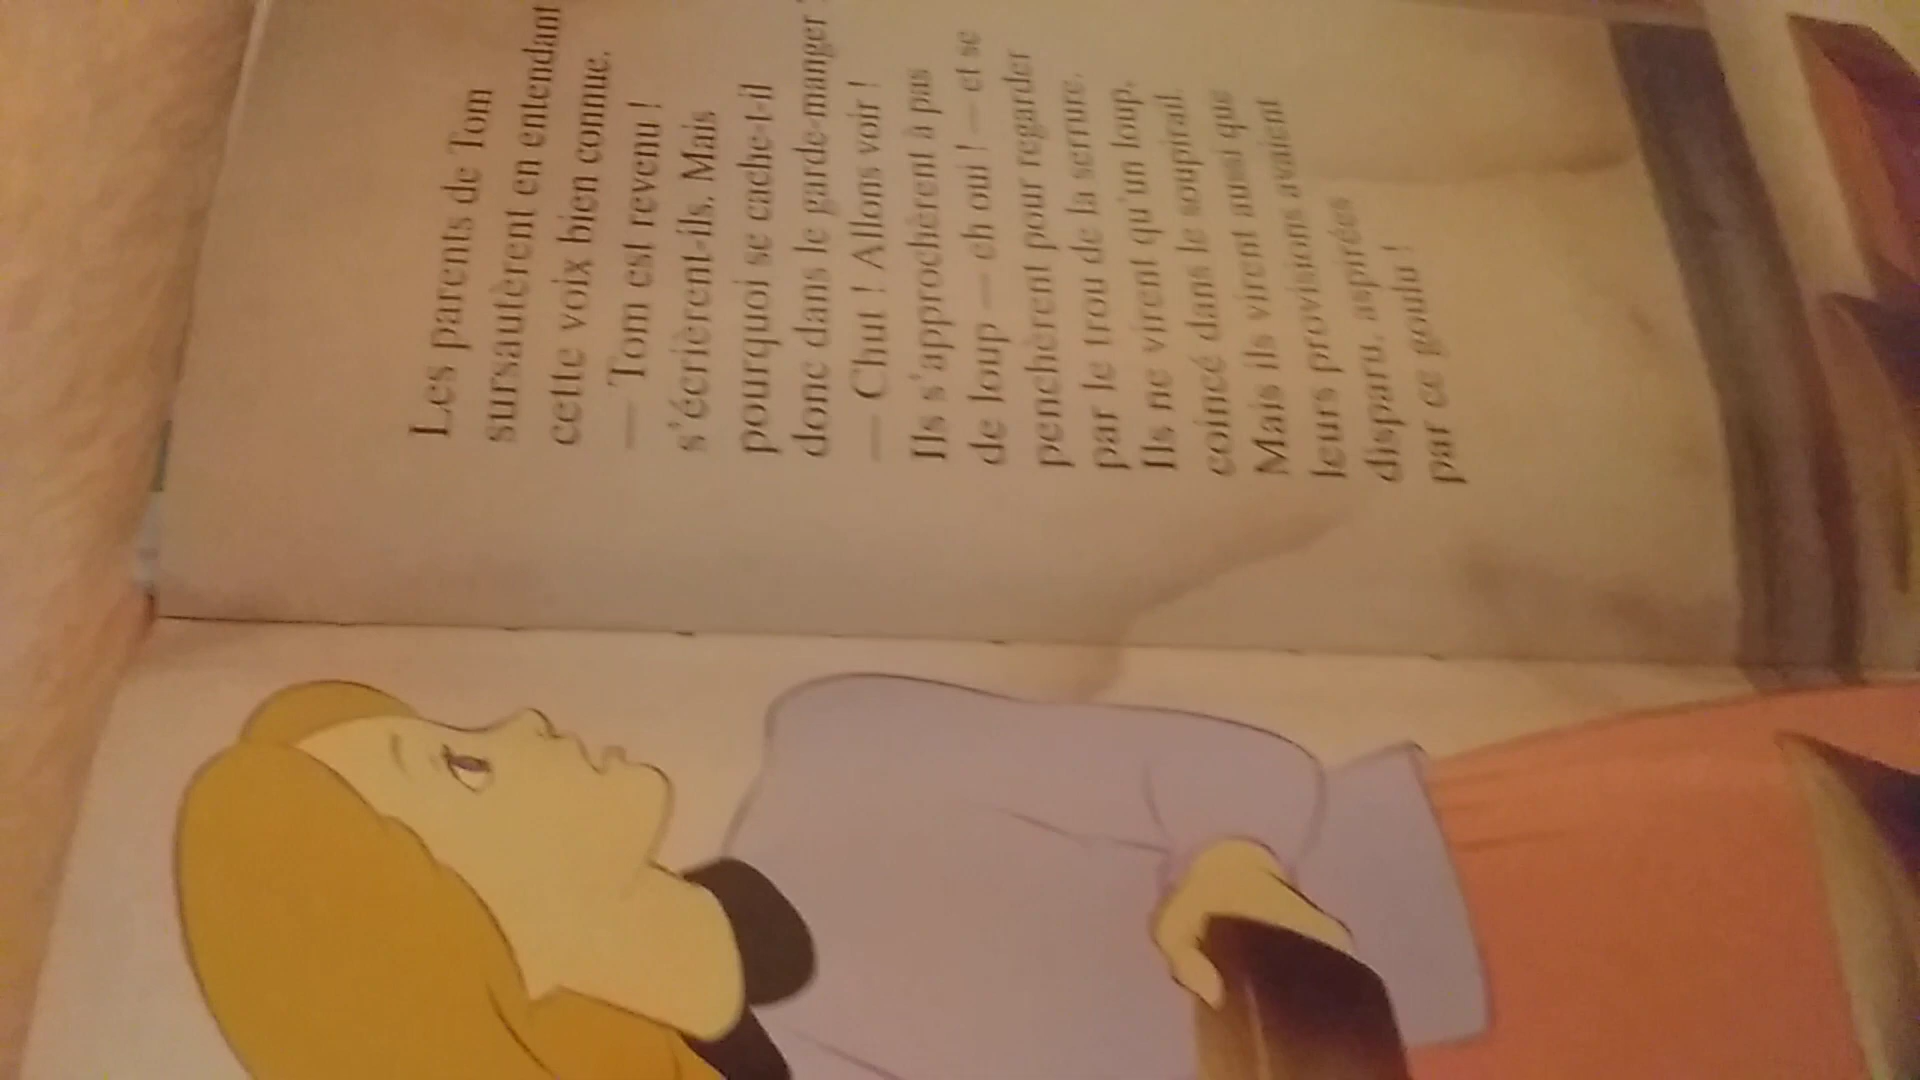 Les parents de Tom
sursautèrent en entendant
cette voix bien connue.
— Tom est revenu !
s'écrièrent-ils. Mais
pourquoi se cache-t-il
donc dans le garde-manger ?
— Chut ! Allons voir !
Ils s'approchèrent à pas
de loup — eh oui ! — et se
penchèrent pour regarder
par le trou de la serrure.
Ils ne virent qu'un loup,
coincé dans le soupirail.
Mais ils virent aussi que
leurs provisions avaient
disparu, aspirées
par ce goulu !